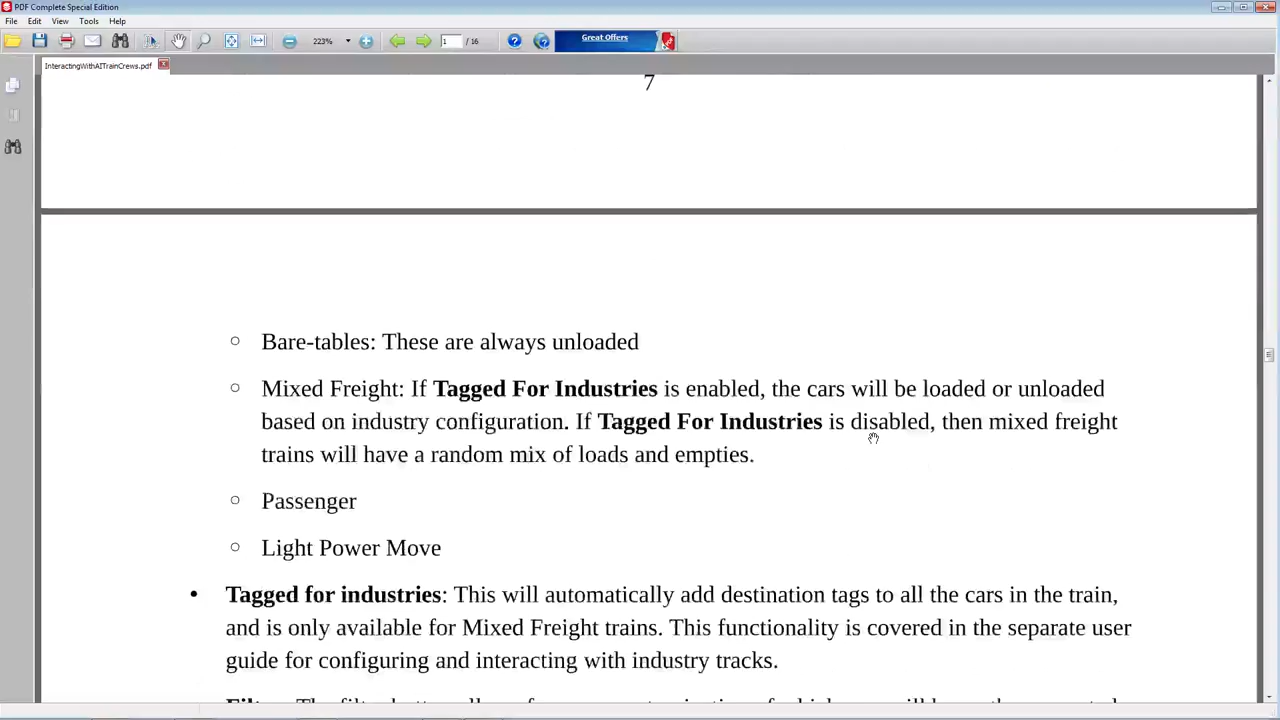 PDF Complete Special Edition
File Edit View Tools Help
223% 1 / 16 Great Offers
InteractingWithAITrainCrews.pdf
7
Bare-tables: These are always unloaded
Mixed Freight: If Tagged For Industries is enabled, the cars will be loaded or unloaded
based on industry configuration. If Tagged For Industries is disabled, then mixed freight
trains will have a random mix of loads and empties.
Passenger
Light Power Move
Tagged for industries: This will automatically add destination tags to all the cars in the train,
and is only available for Mixed Freight trains. This functionality is covered in the separate user
guide for configuring and interacting with industry tracks.